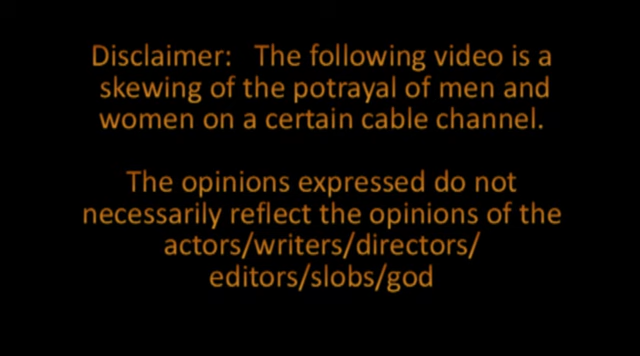 Disclaimer: The following video is a
skewing of the potrayal of men and
women on a certain cable channel.
The opinions expressed do not
necessarily reflect the opinions of the
actors/writers/directors/
editors/slobs/god